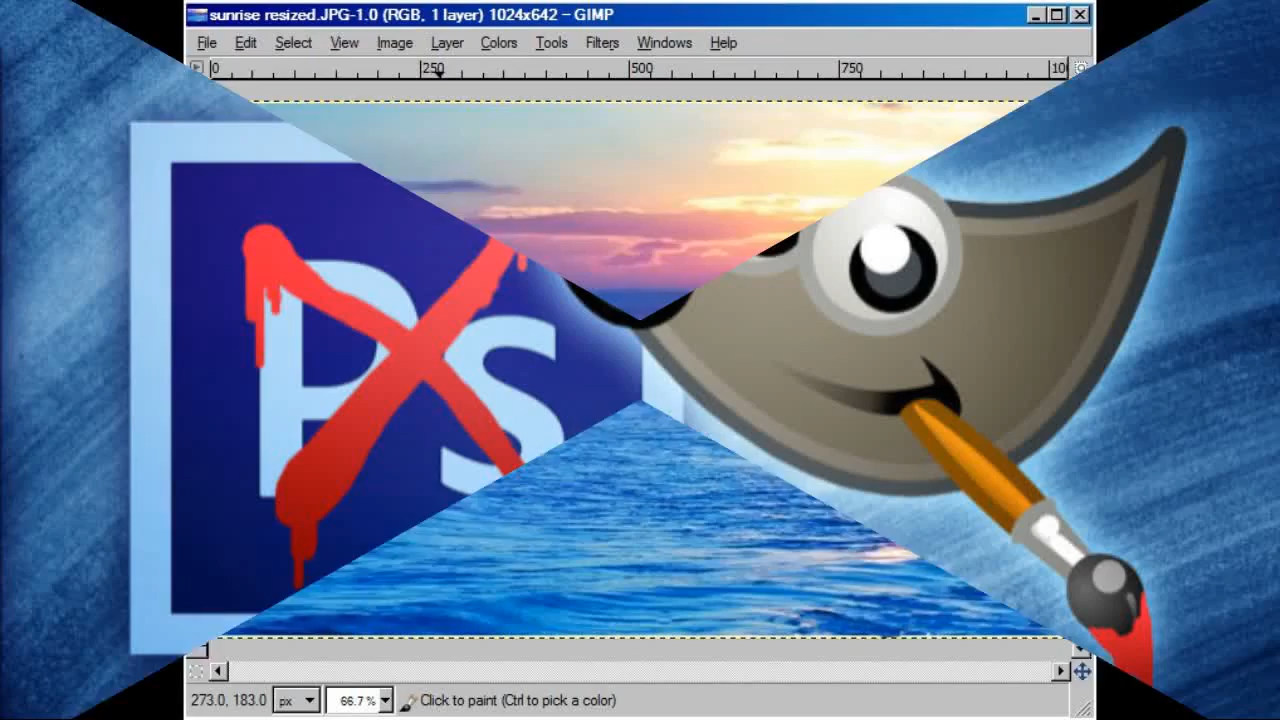 sunrise resized.JPG-1.0 (RGB, 1 layer) 1024x642 – GIMP
File Edit Select View Image Layer Colors Tools Filters Windows Help
0 250 500 750
Ps
273.0, 183.0 px 66.7 % Click to paint (Ctrl to pick a color)